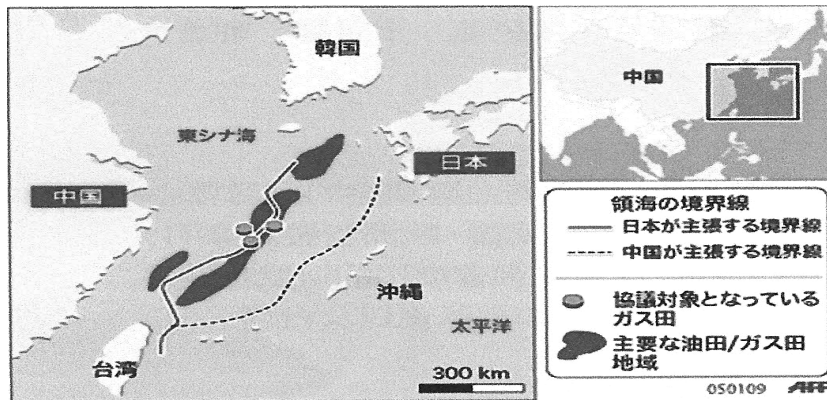 韓国
東シナ海
日本
中国
沖縄
太平洋
台湾
300 km
中国
領海の境界線
日本が主張する境界線
中国が主張する境界線
協議対象となっている
ガス田
主要な油田/ガス田
地域
050109 AFP